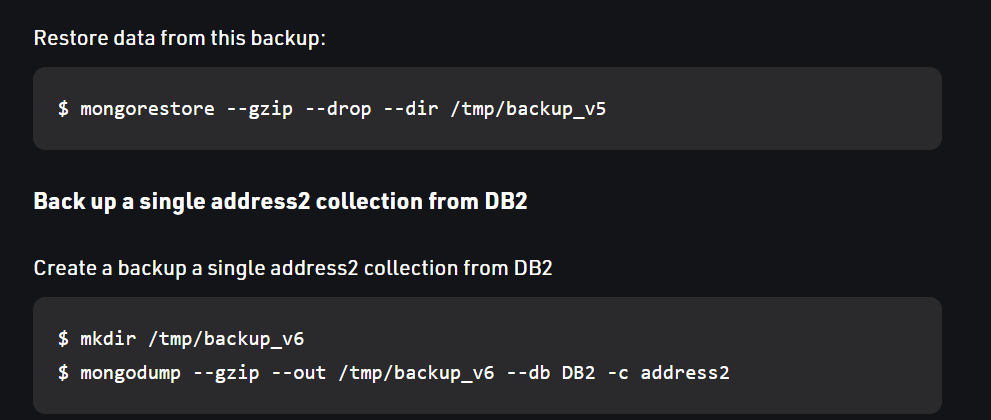 Restore data from this backup:
$ mongorestore --gzip --drop --dir /tmp/backup_v5
Back up a single address2 collection from DB2
Create a backup a single address2 collection from DB2
$ mkdir /tmp/backup_v6
$ mongodump --gzip --out /tmp/backup_v6 --db DB2 -c address2